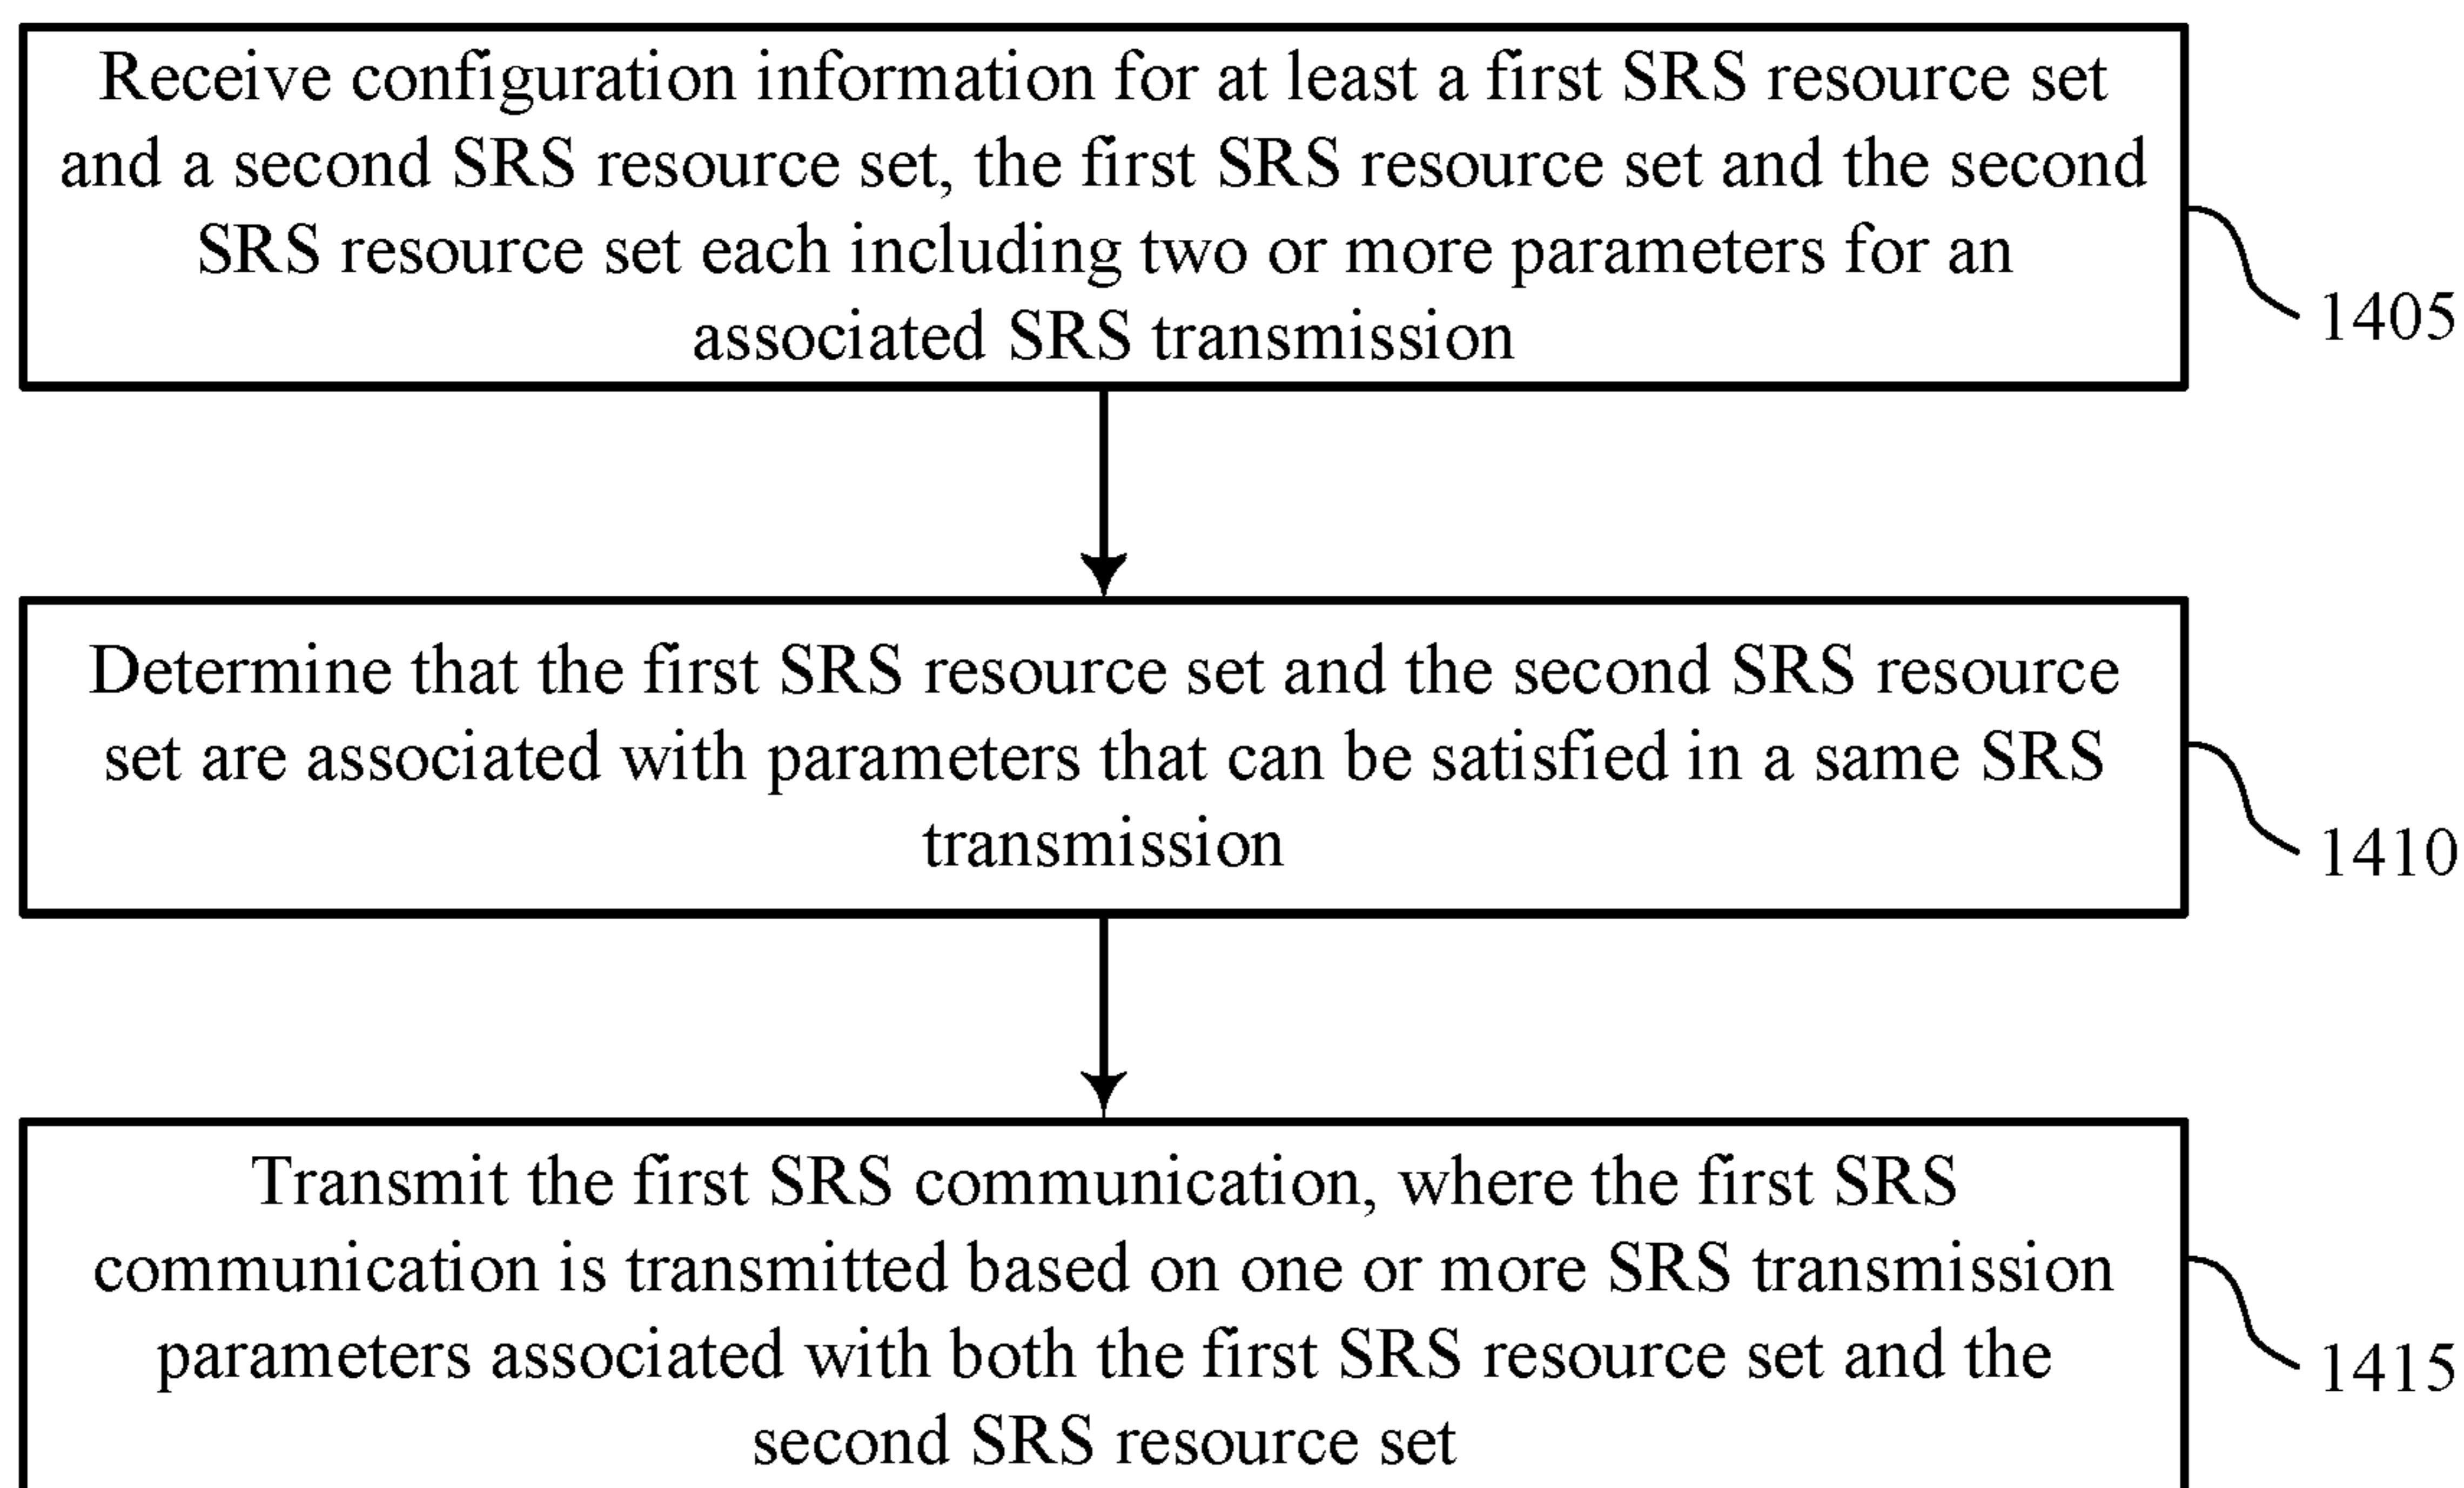 Receive configuration information for at least a first SRS resource set
and a second SRS resource set, the first SRS resource set and the second
SRS resource set each including two or more parameters for an
associated SRS transmission
1405
Determine that the first SRS resource set and the second SRS resource
set are associated with parameters that can be satisfied in a same SRS
transmission
1410
Transmit the first SRS communication, where the first SRS
communication is transmitted based on one or more SRS transmission
parameters associated with both the first SRS resource set and the
second SRS resource set
1415